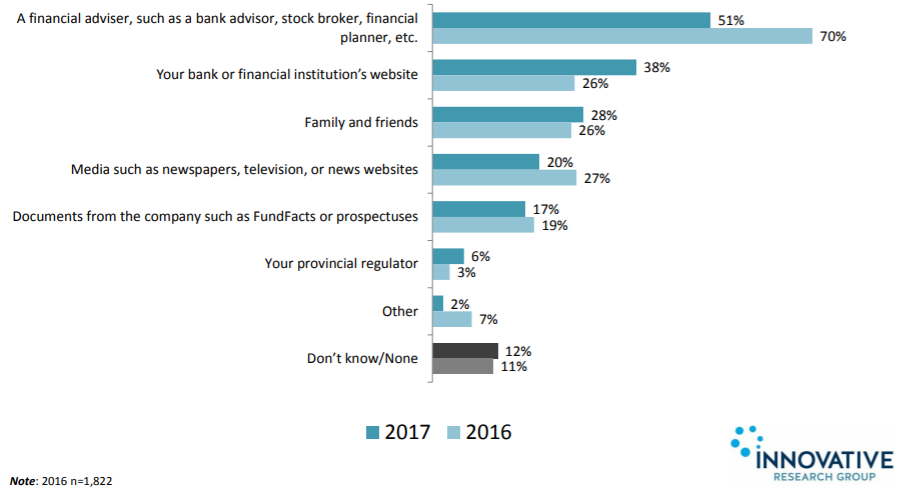 A financial adviser, such as a bank advisor, stock broker, financial
planner, etc.
51%
70%
Your bank or financial institution’s website
38%
26%
Family and friends
28%
26%
Media such as newspapers, television, or news websites
20%
27%
Documents from the company such as FundFacts or prospectuses
17%
19%
Your provincial regulator
6%
3%
Other
2%
7%
Don’t know/None
12%
11%
2017 2016
INNOVATIVE
RESEARCH GROUP
Note: 2016 n=1,822